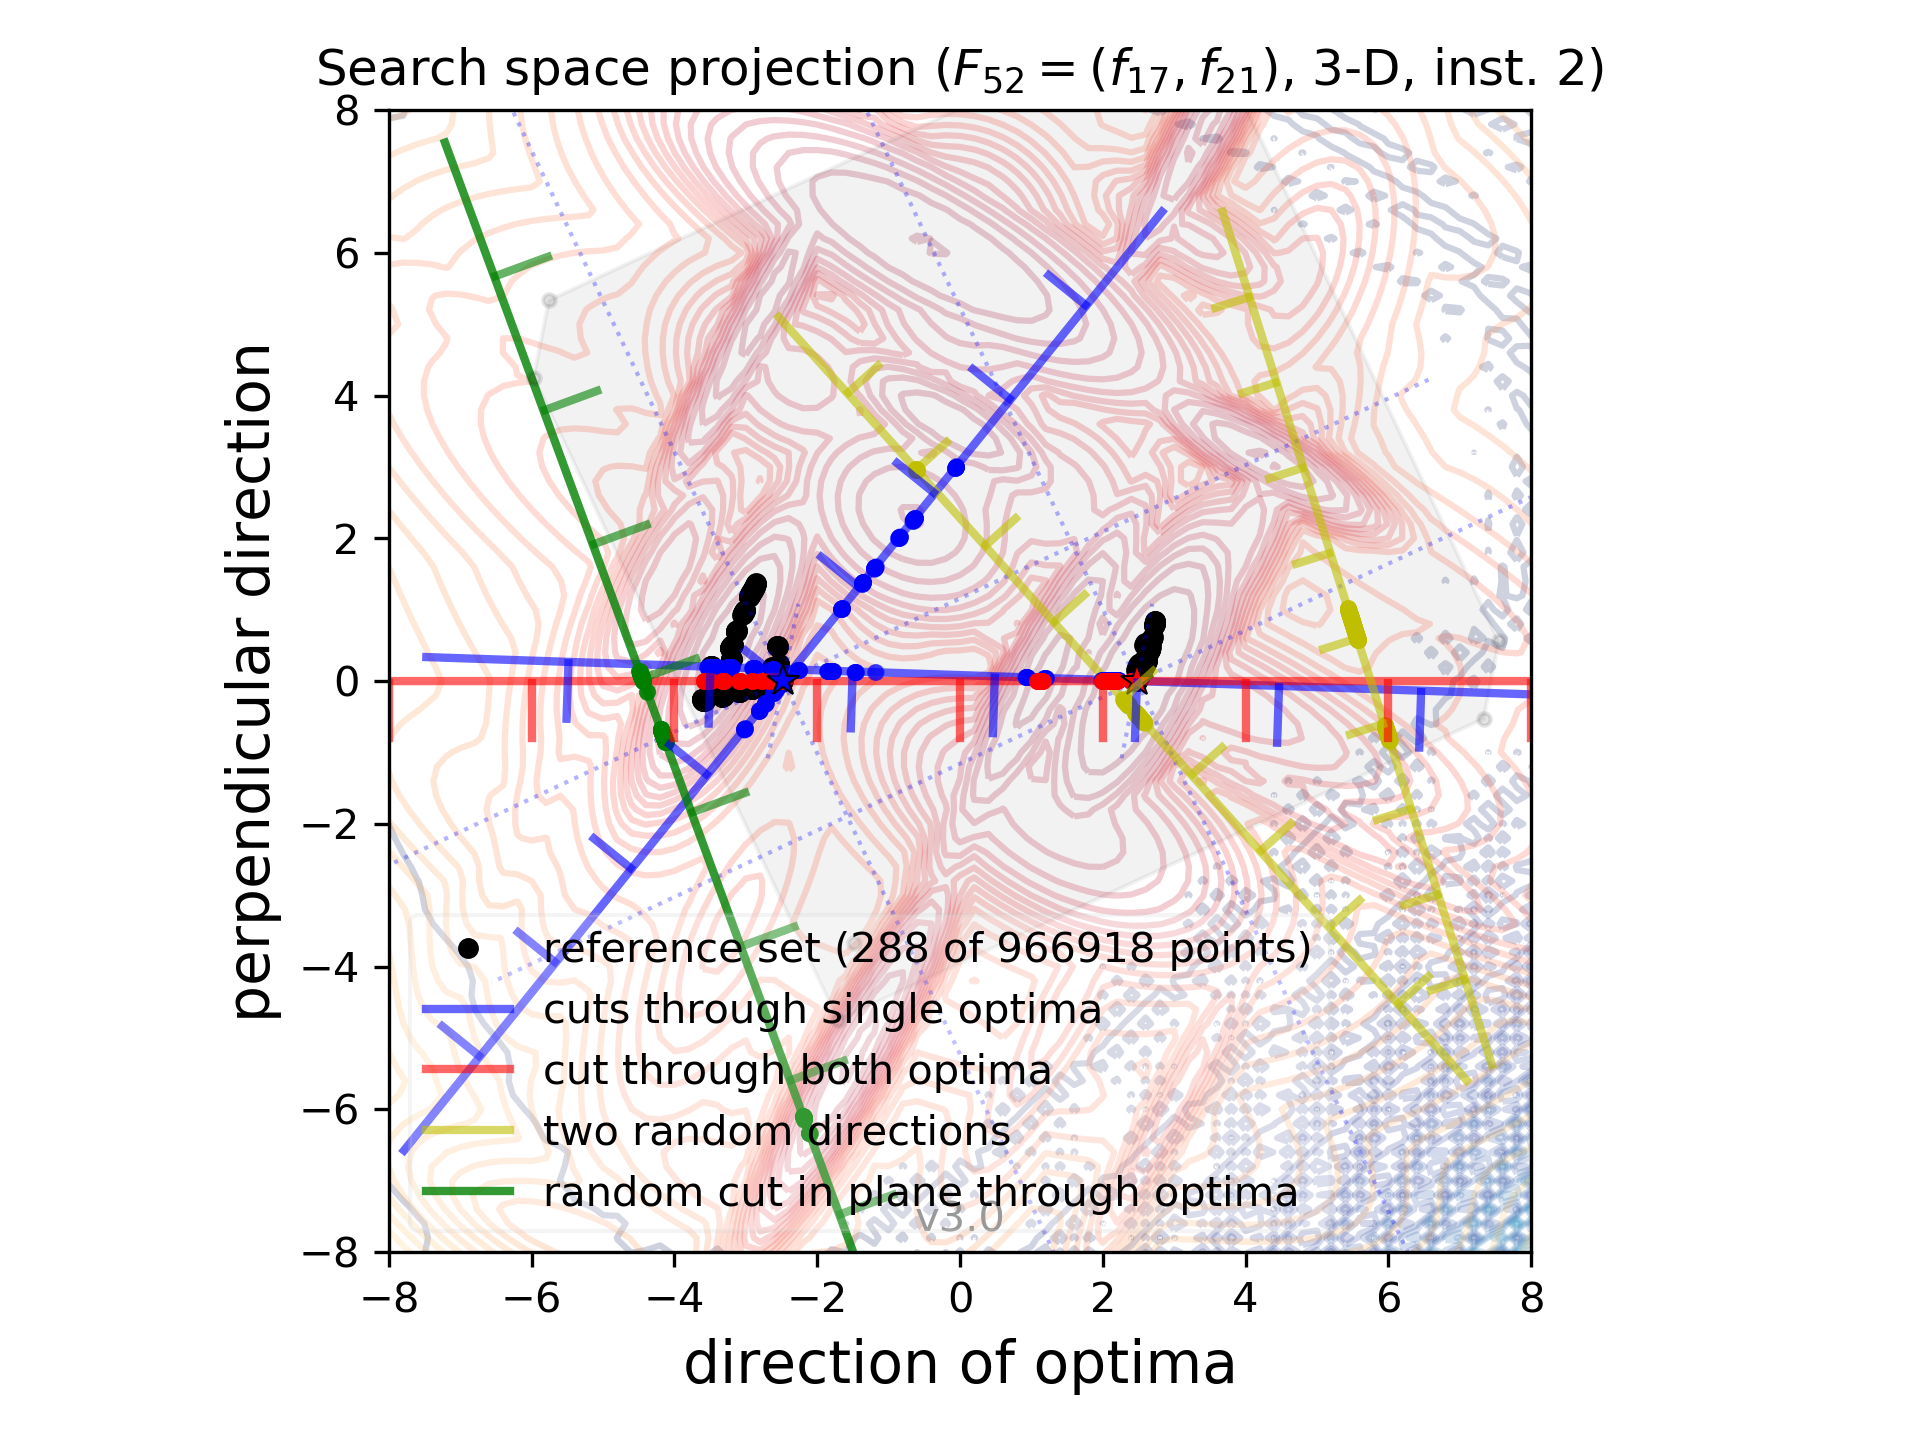 Search space projection (F52 = (f17, f21), 3-D, inst. 2)
8
6
4
2
0
−2
−4
−6
−8
perpendicular direction
reference set (288 of 966918 points)
cuts through single optima
cut through both optima
two random directions
random cut in plane through optima
v3.0
−8 −6 −4 −2 0 2 4 6 8
direction of optima